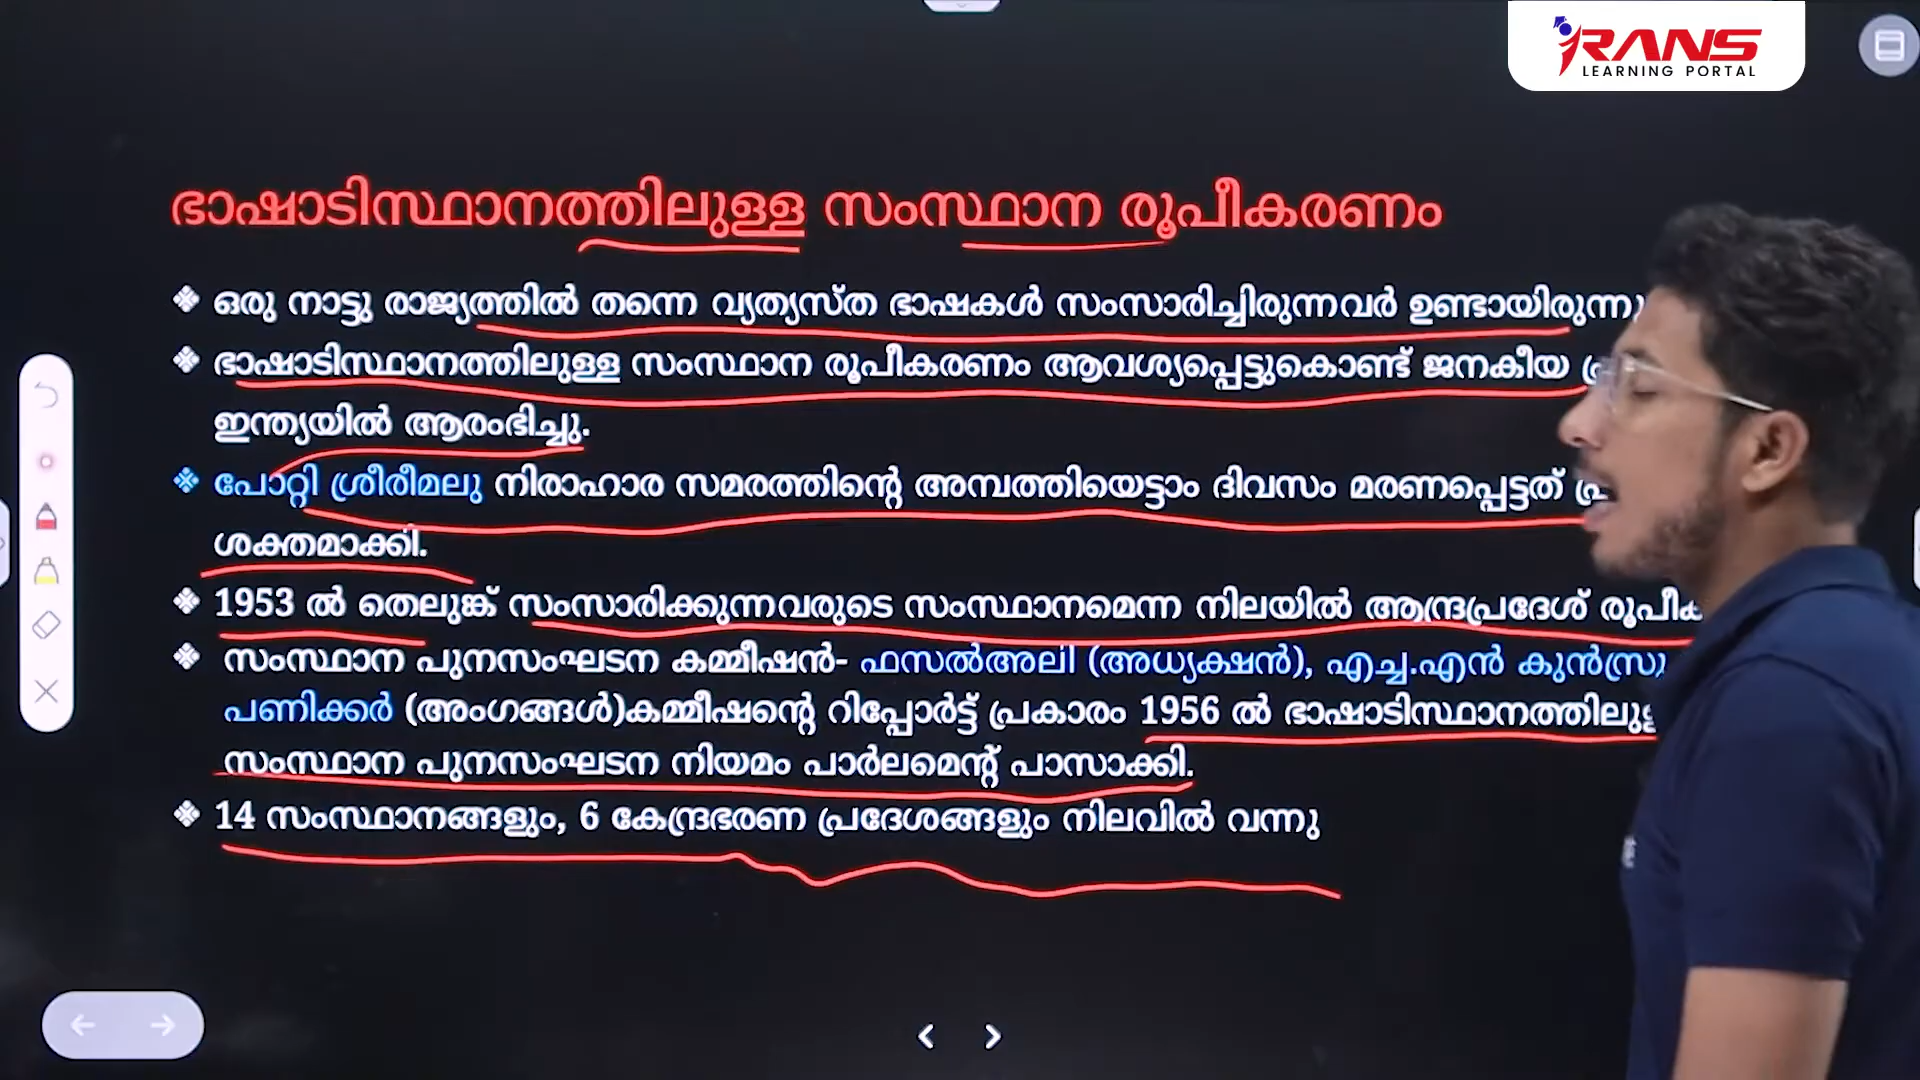 RANS
LEARNING PORTAL
ഭാഷാടിസ്ഥാനത്തിലുള്ള സംസ്ഥാന രൂപീകരണം
ഒരു നാട്ടു രാജ്യത്തിൽ തന്നെ വ്യത്യസ്ത ഭാഷകൾ സംസാരിച്ചിരുന്നവർ ഉണ്ടായിരുന്നു
ഭാഷാടിസ്ഥാനത്തിലുള്ള സംസ്ഥാന രൂപീകരണം ആവശ്യപ്പെട്ടുകൊണ്ട് ജനകീയ
ഇന്ത്യയിൽ ആരംഭിച്ചു.
പോറ്റി ശ്രീരീമലു നിരാഹാര സമരത്തിന്റെ അമ്പത്തിയെട്ടാം ദിവസം മരണപ്പെട്ടത്
ശക്തമാക്കി.
1953 ൽ തെലുങ്ക് സംസാരിക്കുന്നവരുടെ സംസ്ഥാനമെന്ന നിലയിൽ ആന്ദ്രപ്രദേശ്
സംസ്ഥാന പുനസംഘടന കമ്മീഷൻ- ഫസൽഅലി (അധ്യക്ഷൻ), എച്ച.എൻ കുൻസ്രു
പണിക്കർ (അംഗങ്ങൾ)കമ്മീഷന്റെ റിപ്പോർട്ട് പ്രകാരം 1956 ൽ
സംസ്ഥാന പുനസംഘടന നിയമം പാർലമെന്റ് പാസാക്കി.
14 സംസ്ഥാനങ്ങളും, 6 കേന്ദ്രഭരണ പ്രദേശങ്ങളും നിലവിൽ വന്നു